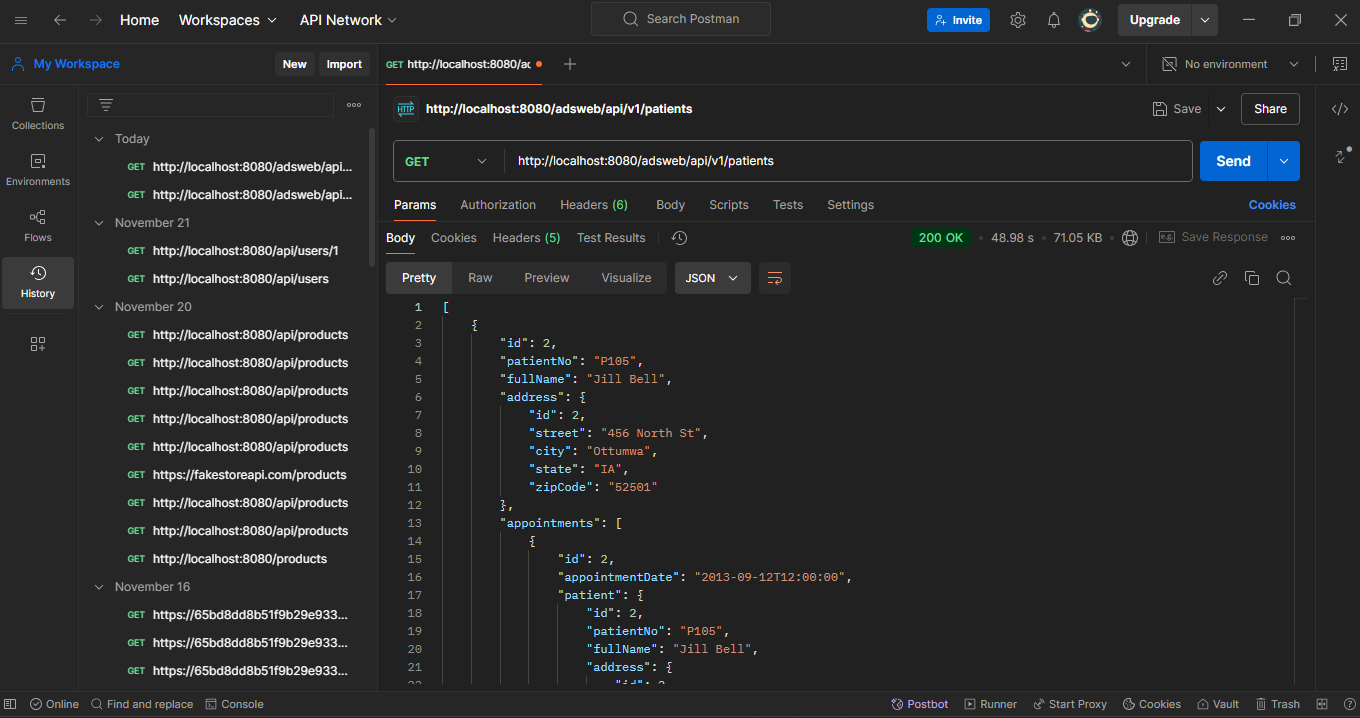 Home Workspaces API Network Search Postman Invite Upgrade
My Workspace New Import GET http://localhost:8080/ac No environment
Collections
Environments
Flows
History
Today
GET http://localhost:8080/adsweb/api...
GET http://localhost:8080/adsweb/api...
November 21
GET http://localhost:8080/api/users/1
GET http://localhost:8080/api/users
November 20
GET http://localhost:8080/api/products
GET http://localhost:8080/api/products
GET http://localhost:8080/api/products
GET http://localhost:8080/api/products
GET http://localhost:8080/api/products
GET https://fakestoreapi.com/products
GET http://localhost:8080/api/products
GET http://localhost:8080/api/products
GET http://localhost:8080/products
November 16
GET https://65bd8dd8b51f9b29e933...
GET https://65bd8dd8b51f9b29e933...
GET https://65bd8dd8b51f9b29e933...
HTTP http://localhost:8080/adsweb/api/v1/patients Save Share
GET http://localhost:8080/adsweb/api/v1/patients Send
Params Authorization Headers (6) Body Scripts Tests Settings Cookies
Body Cookies Headers (5) Test Results 200 OK • 48.98 s • 71.05 KB • e.g. Save Response
Pretty Raw Preview Visualize JSON
1 [
2 {
3 "id": 2,
4 "patientNo": "P105",
5 "fullName": "Jill Bell",
6 "address": {
7 "id": 2,
8 "street": "456 North St",
9 "city": "Ottumwa",
10 "state": "IA",
11 "zipCode": "52501"
12 },
13 "appointments": [
14 {
15 "id": 2,
16 "appointmentDate": "2013-09-12T12:00:00",
17 "patient": {
18 "id": 2,
19 "patientNo": "P105",
20 "fullName": "Jill Bell",
21 "address": {
Online Find and replace Console Postbot Runner Start Proxy Cookies Vault Trash